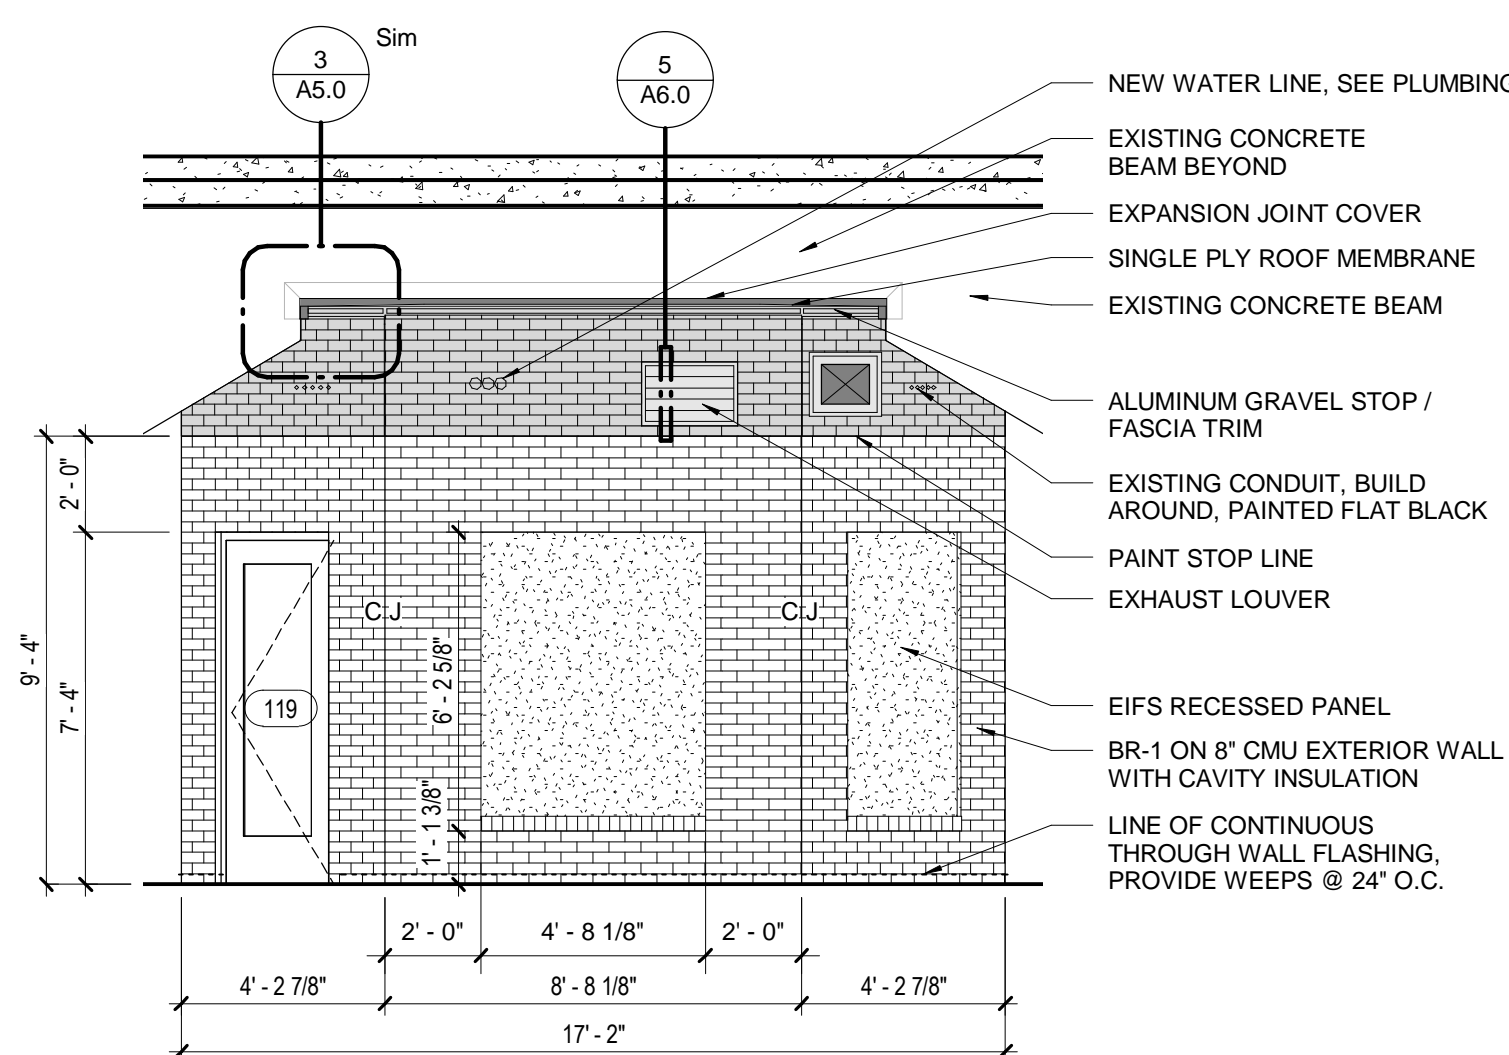 3
A5.0
Sim
5
A6.0
NEW WATER LINE, SEE PLUMBING
EXISTING CONCRETE
BEAM BEYOND
EXPANSION JOINT COVER
SINGLE PLY ROOF MEMBRANE
EXISTING CONCRETE BEAM
ALUMINUM GRAVEL STOP /
FASCIA TRIM
EXISTING CONDUIT, BUILD
AROUND, PAINTED FLAT BLACK
PAINT STOP LINE
EXHAUST LOUVER
EIFS RECESSED PANEL
BR-1 ON 8" CMU EXTERIOR WALL
WITH CAVITY INSULATION
LINE OF CONTINUOUS
THROUGH WALL FLASHING,
PROVIDE WEEPS @ 24" O.C.
9' - 4"
2' - 0"
7' - 4"
119
C.J
C.J
6' - 2 5/8"
1' - 1 3/8"
2' - 0"
4' - 8 1/8"
2' - 0"
4' - 2 7/8"
8' - 8 1/8"
4' - 2 7/8"
17' - 2"